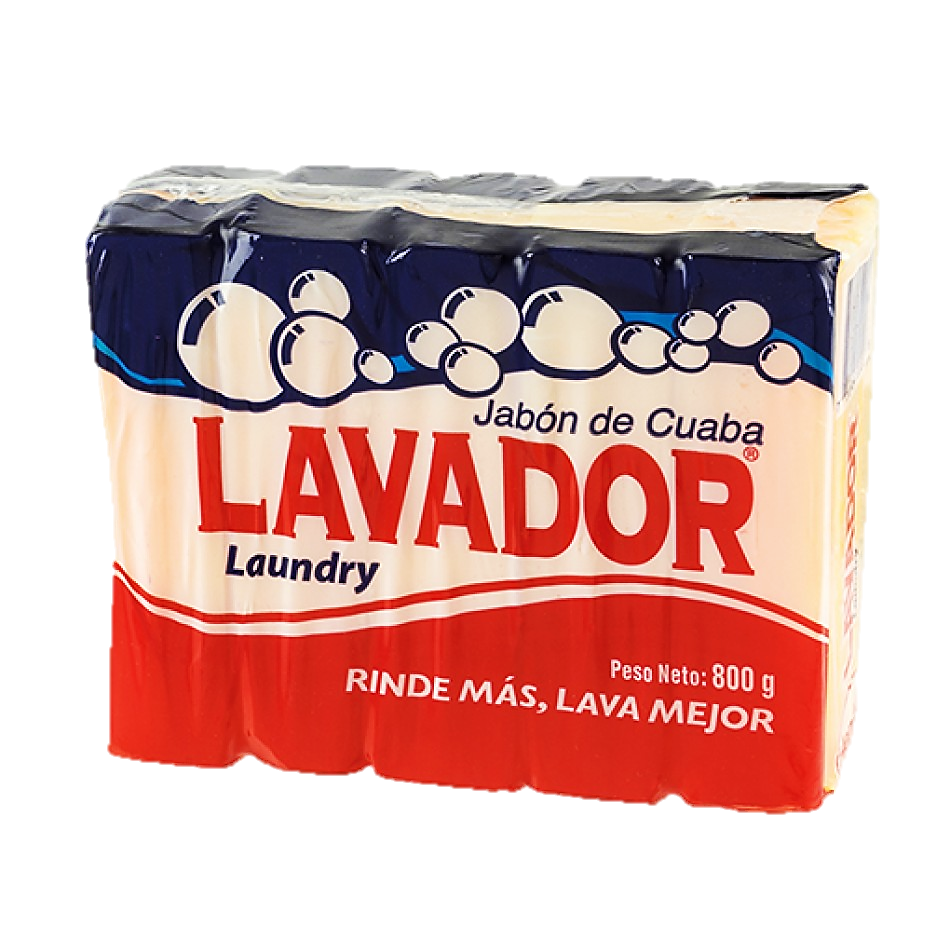 Jabón de Cuaba
LAVADOR®
Laundry
Peso Neto: 800 g
RINDE MÁS, LAVA MEJOR